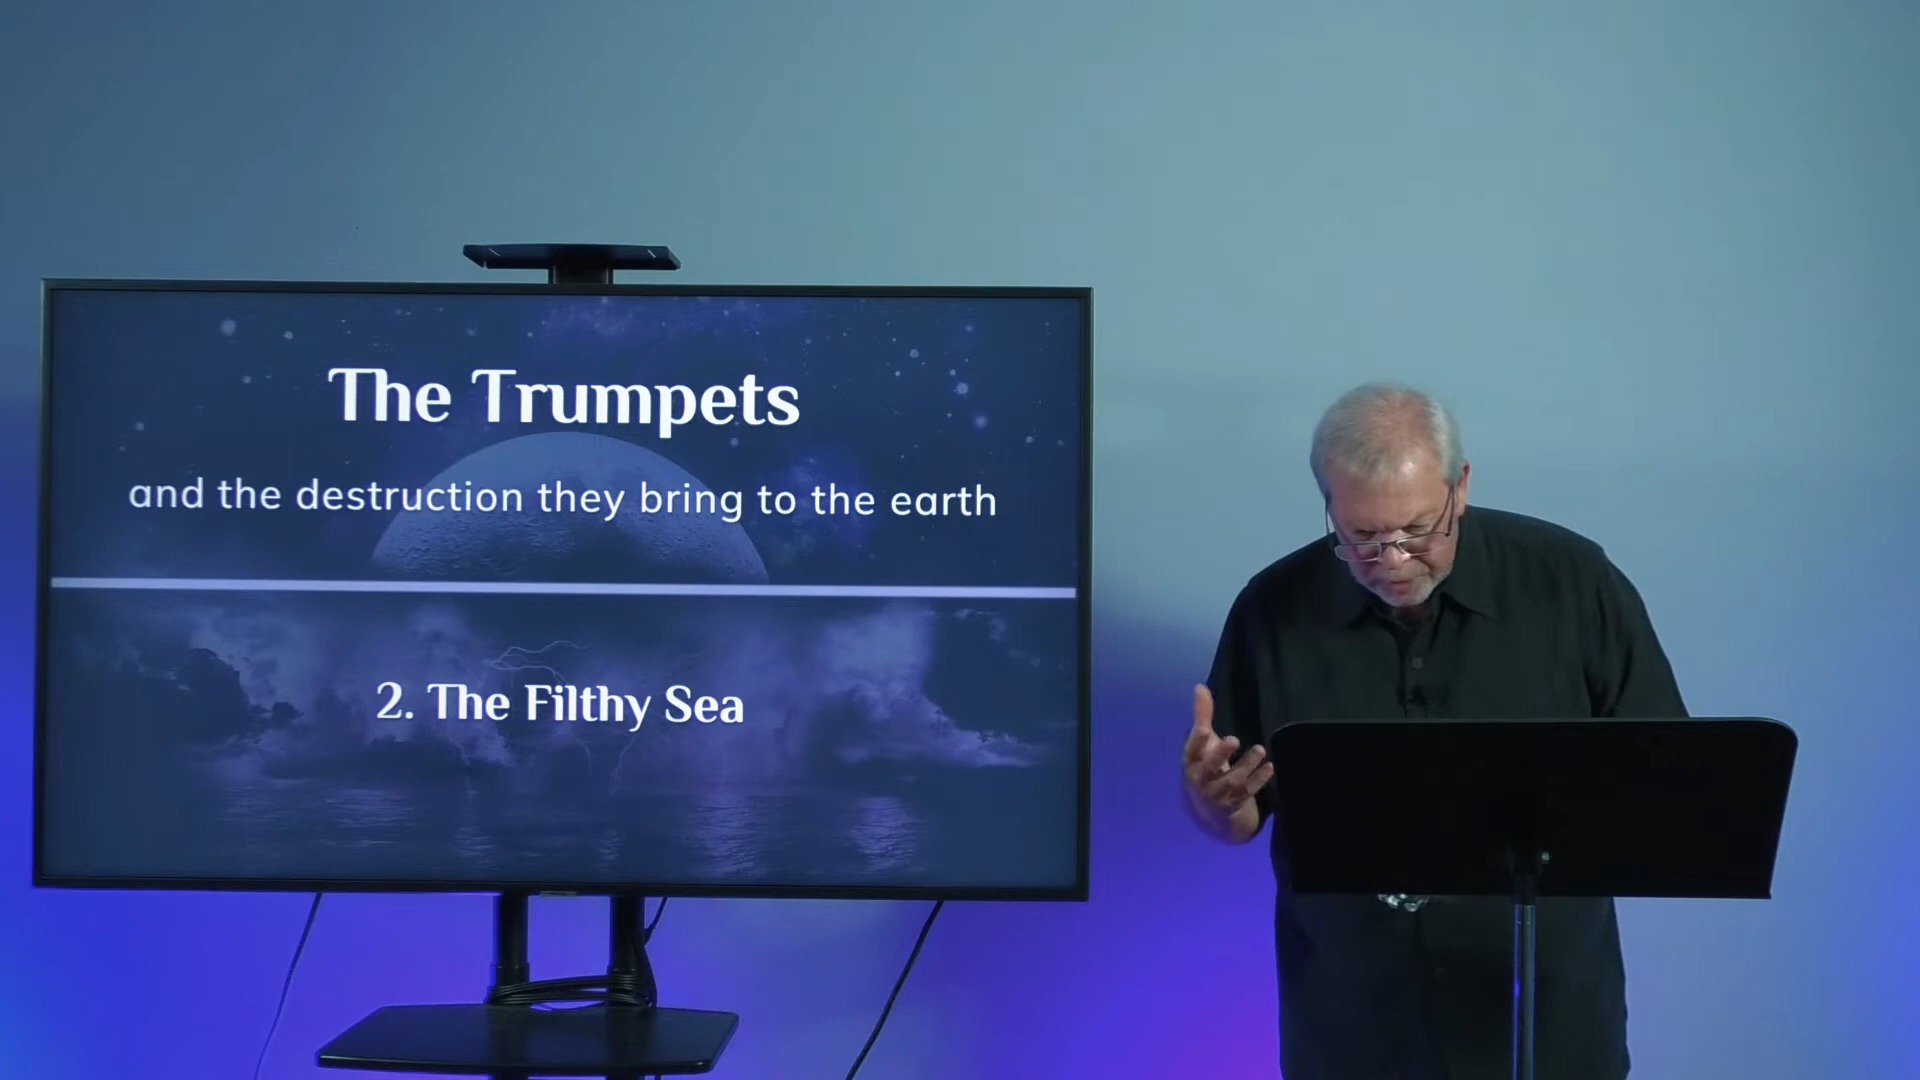 The Trumpets
and the destruction they bring to the earth
2. The Filthy Sea